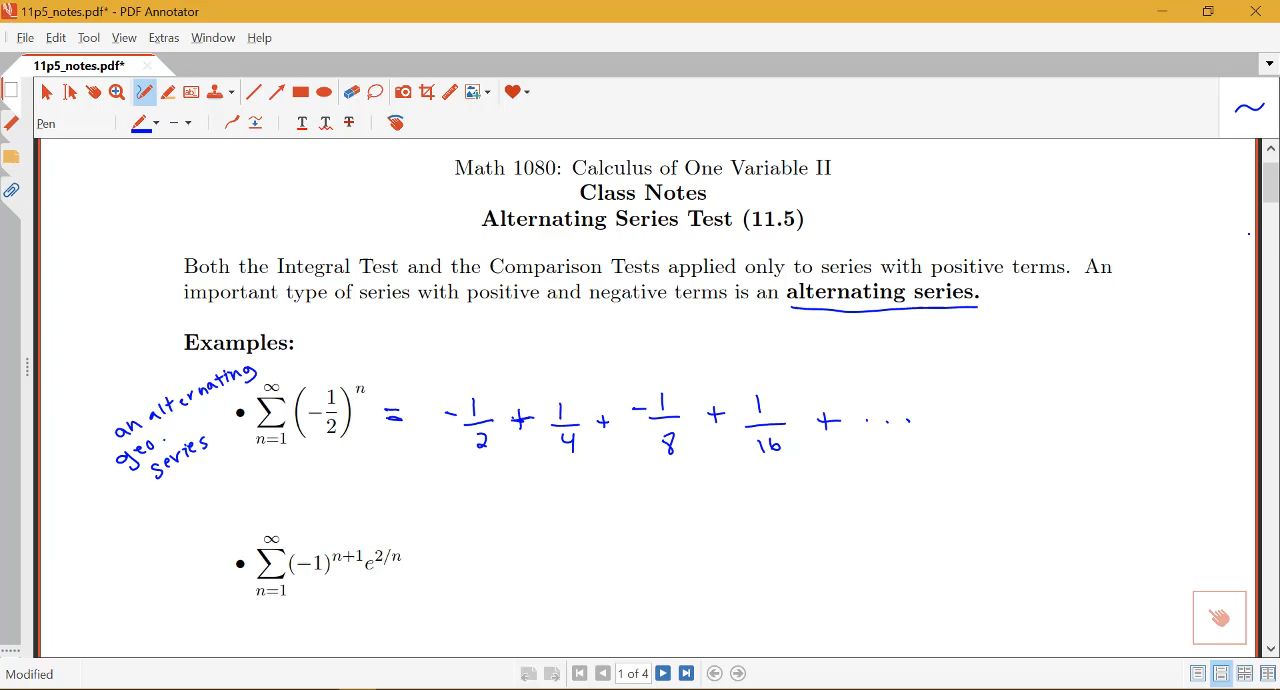 11p5_notes.pdf* - PDF Annotator
File Edit Tool View Extras Window Help
11p5_notes.pdf*
Pen
Math 1080: Calculus of One Variable II
Class Notes
Alternating Series Test (11.5)
Both the Integral Test and the Comparison Tests applied only to series with positive terms. An
important type of series with positive and negative terms is an alternating series.
Examples:
an alternating
geo.
series
• ∑_{n=1}^{∞} (−1/2)^n = -1/2 + 1/4 + -1/8 + 1/16 + ...
• ∑_{n=1}^{∞} (−1)^{n+1} e^{2/n}
Modified
1 of 4